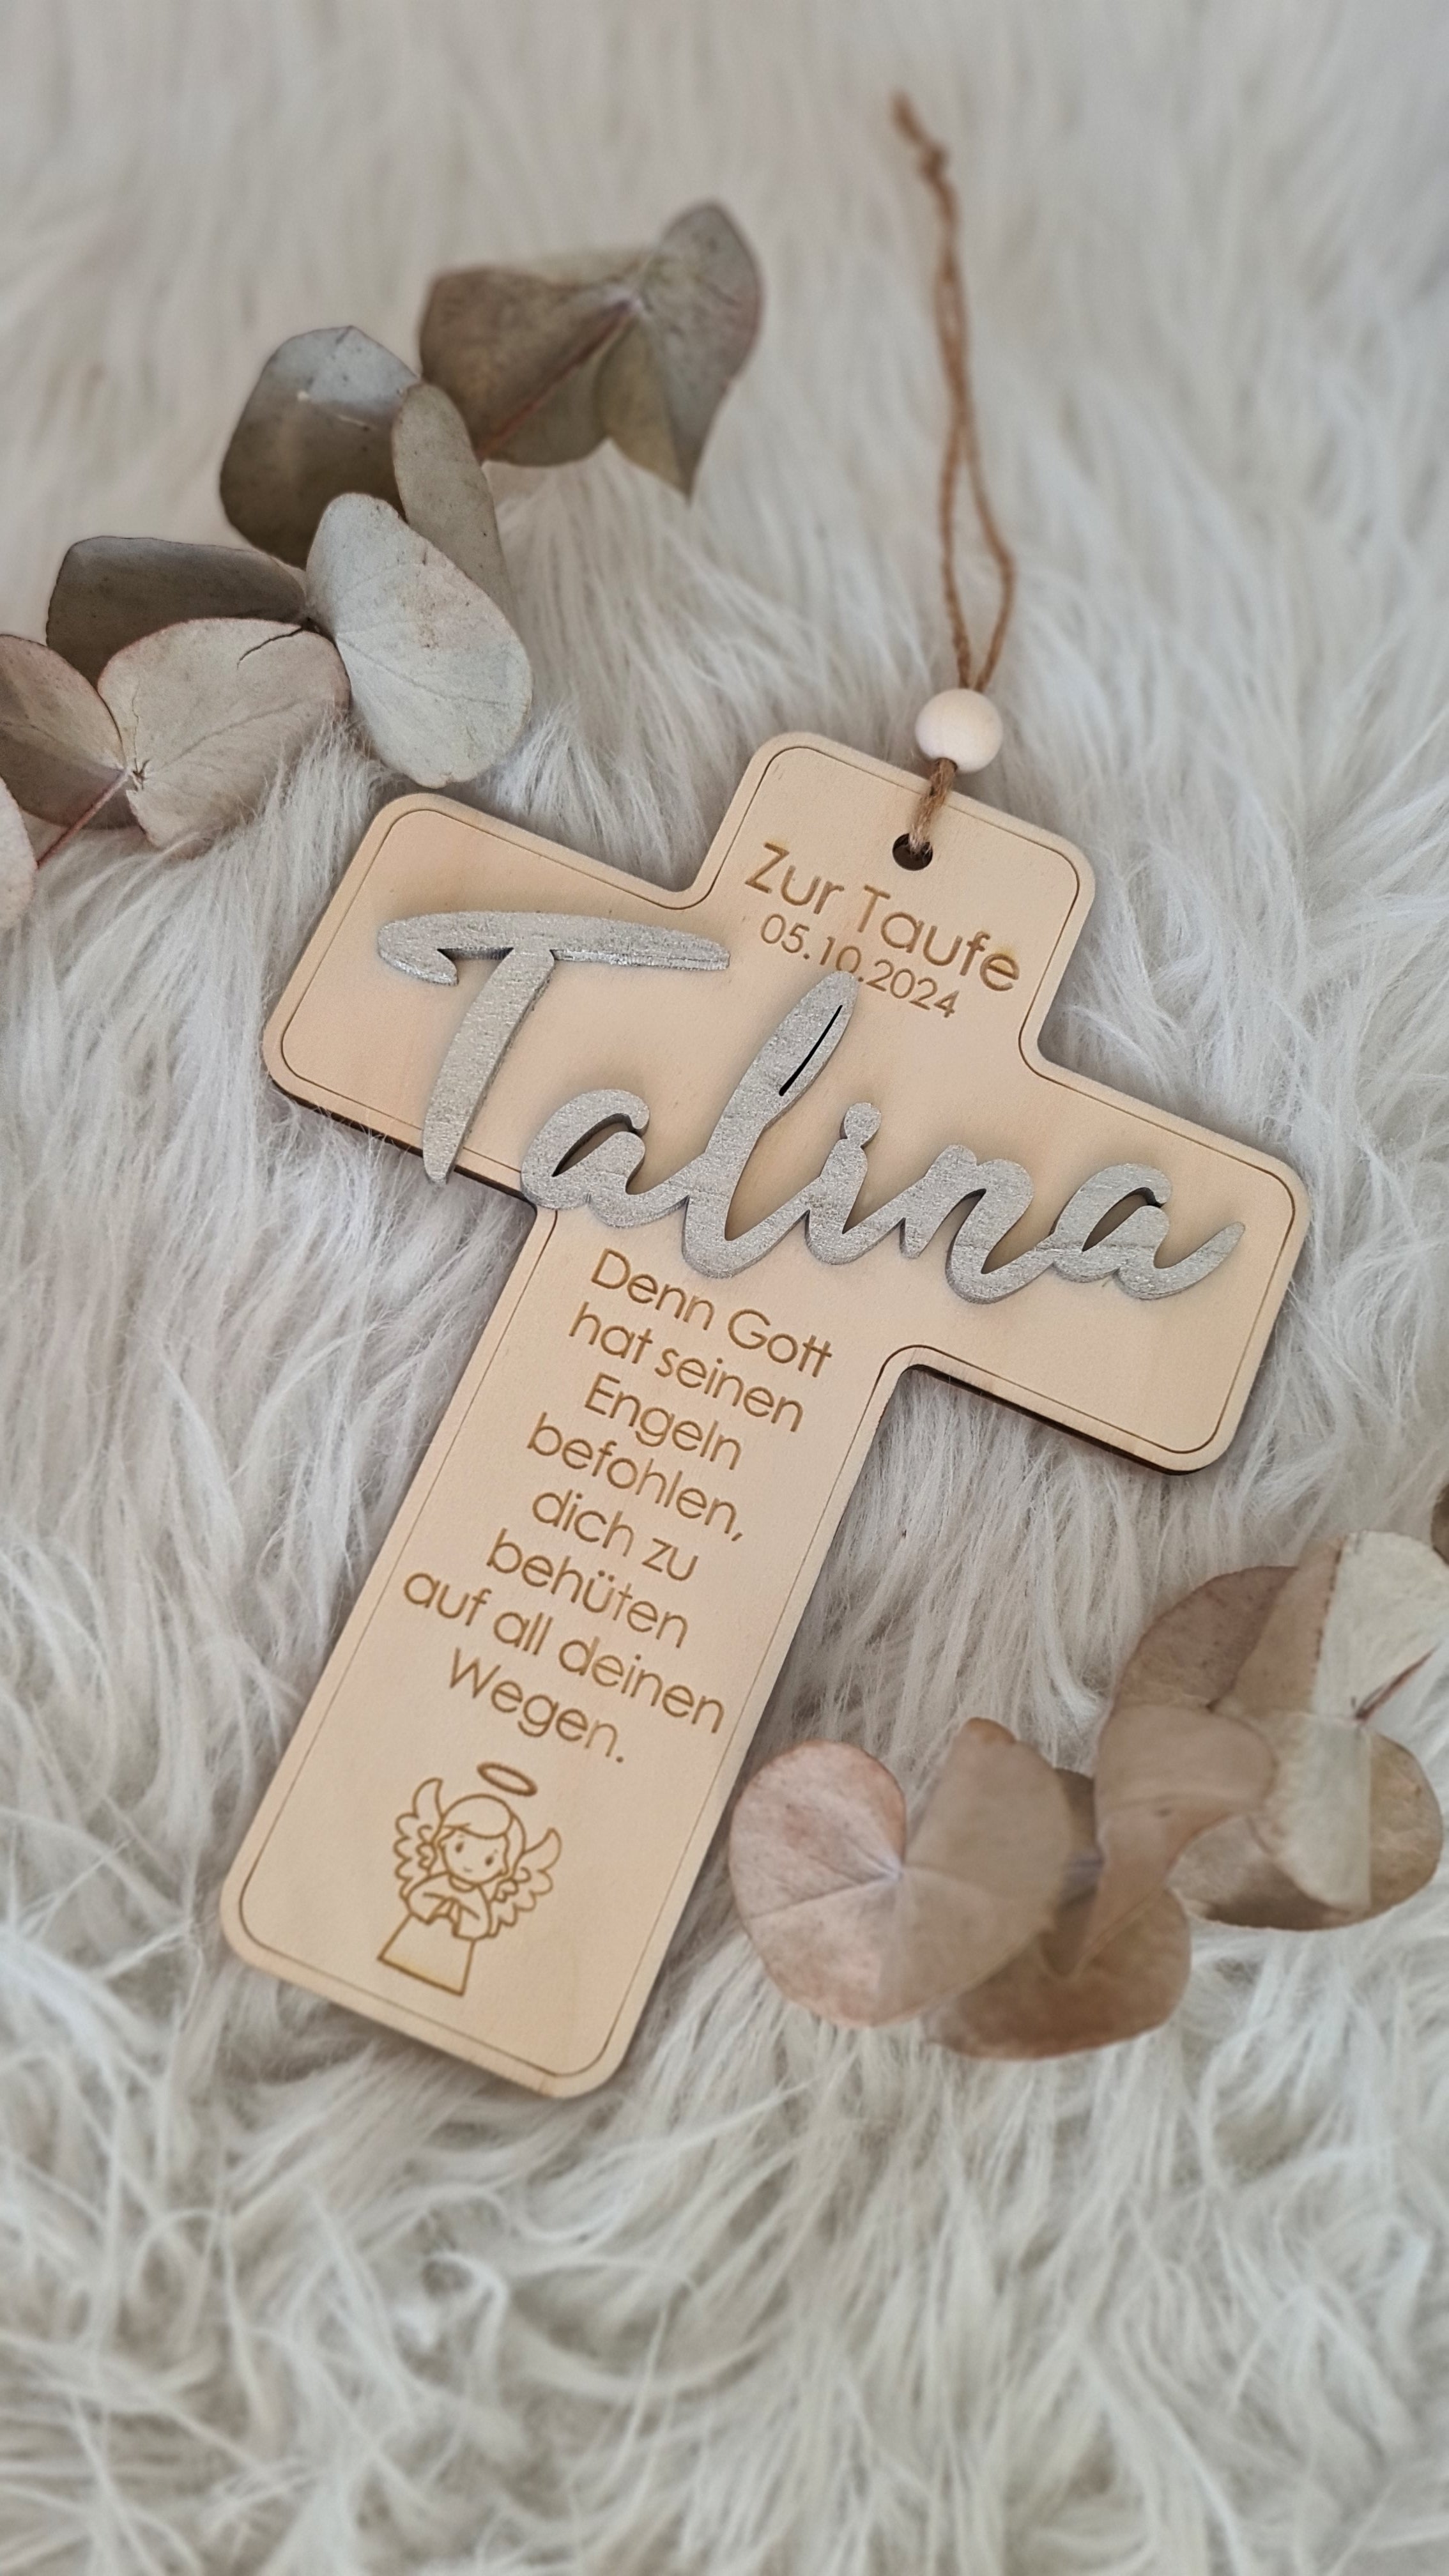 Zur Taufe
05.10.2024
Talina
Denn Gott
hat seinen
Engeln
befohlen,
dich zu
behüten
auf all deinen
Wegen.